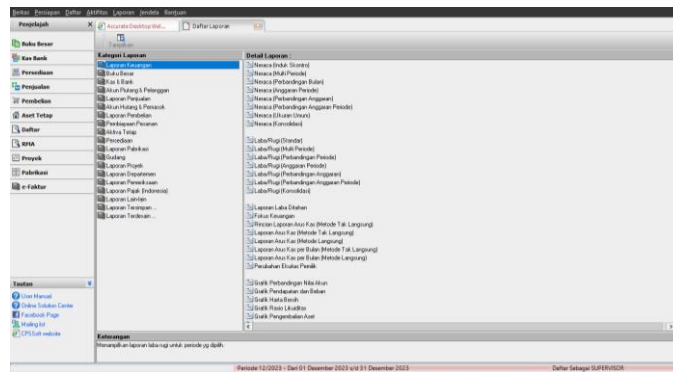 Berkas Persiapan Daftar Aktifitas Laporan Jendela Bantuan
Penjelajah
Accurate Desktop Wel...
Daftar Laporan
Tampilkan
Buku Besar
Kas Bank
Persediaan
Penjualan
Pembelian
Aset Tetap
Daftar
RMA
Proyek
Pabrikasi
e-Faktur
Tautan
User Manual
Online Solution Center
Facebook Page
Mailing list
CPSSoft website
Kategori Laporan
Laporan Keuangan
Buku Besar
Kas & Bank
Akun Piutang & Pelanggan
Laporan Penjualan
Akun Hutang & Pemasok
Laporan Pembelian
Pembiayaan Pesanan
Aktiva Tetap
Persediaan
Laporan Pabrikasi
Gudang
Laporan Proyek
Laporan Departemen
Laporan Pemeriksaan
Laporan Pajak (Indonesia)
Laporan Lain-lain
Laporan Tersimpan ...
Laporan Terdesain ...
Detail Laporan :
Neraca (Induk Skontro)
Neraca (Multi Periode)
Neraca (Perbandingan Bulan)
Neraca (Anggaran Periode)
Neraca (Perbandingan Anggaran)
Neraca (Perbandingan Anggaran Periode)
Neraca (Ukuran Umum)
Neraca (Konsolidasi)
Laba/Rugi (Standar)
Laba/Rugi (Multi Periode)
Laba/Rugi (Perbandingan Periode)
Laba/Rugi (Anggaran Periode)
Laba/Rugi (Perbandingan Anggaran)
Laba/Rugi (Perbandingan Anggaran Periode)
Laba/Rugi (Konsolidasi)
Laporan Laba Ditahan
Fokus Keuangan
Rincian Laporan Arus Kas (Metode Tak Langsung)
Laporan Arus Kas (Metode Tak Langsung)
Laporan Arus Kas (Metode Langsung)
Laporan Arus Kas per Bulan (Metode Tak Langsung)
Laporan Arus Kas per Bulan (Metode Langsung)
Perubahan Ekuitas Pemilik
Grafik Perbandingan Nilai Akun
Grafik Pendapatan dan Beban
Grafik Harta Bersih
Grafik Rasio Likuiditas
Grafik Pengembalian Aset
Keterangan
Menampilkan laporan laba rugi untuk periode yg dipilih.
Periode 12/2023 - Dari 01 Desember 2023 s/d 31 Desember 2023
Daftar Sebagai SUPERVISOR